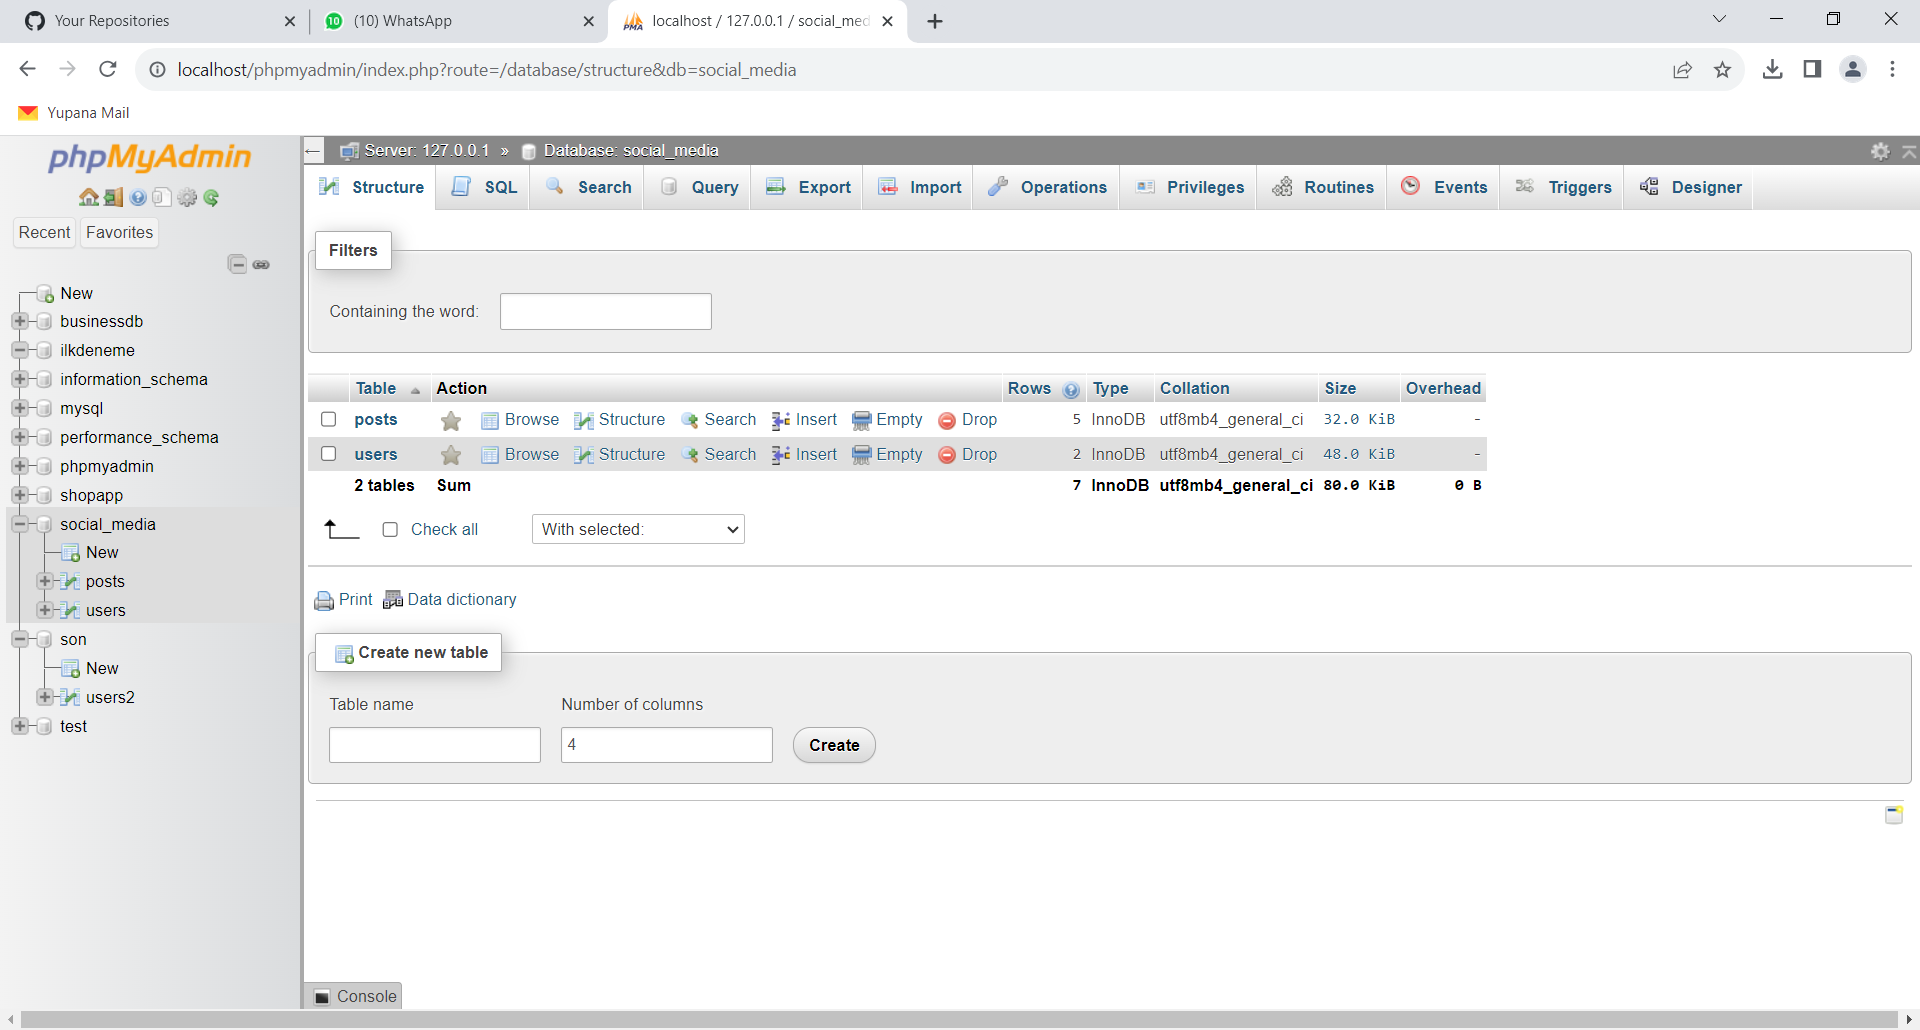 Your Repositories
10 (10) WhatsApp
PMA localhost / 127.0.0.1 / social_med
localhost/phpmyadmin/index.php?route=/database/structure&db=social_media
Yupana Mail
phpMyAdmin
Recent Favorites
New
businessdb
ilkdeneme
information_schema
mysql
performance_schema
phpmyadmin
shopapp
social_media
New
posts
users
son
New
users2
test
Server: 127.0.0.1 » Database: social_media
Structure SQL Search Query Export Import Operations Privileges Routines Events Triggers Designer
Filters
Containing the word:
Table Action Rows Type Collation Size Overhead
posts Browse Structure Search Insert Empty Drop 5 InnoDB utf8mb4_general_ci 32.0 KiB -
users Browse Structure Search Insert Empty Drop 2 InnoDB utf8mb4_general_ci 48.0 KiB -
2 tables Sum 7 InnoDB utf8mb4_general_ci 80.0 KiB 0 B
Check all With selected:
Print Data dictionary
Create new table
Table name Number of columns
4 Create
Console